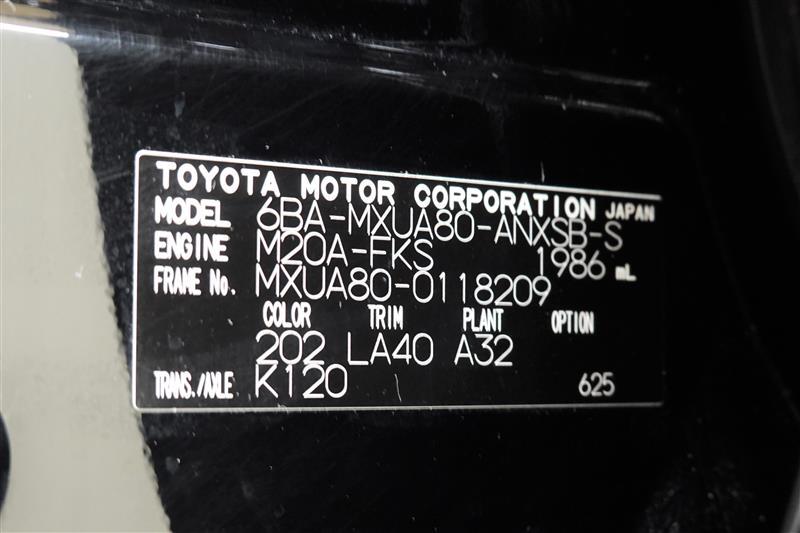 TOYOTA MOTOR CORPORATION JAPAN
MODEL 6BA-MXUA80-ANXSB-S
ENGINE M20A-FKS 1986 mL
FRAME No. MXUA80-0118209
COLOR TRIM PLANT OPTION
202 LA40 A32
TRANS./AXLE K120 625